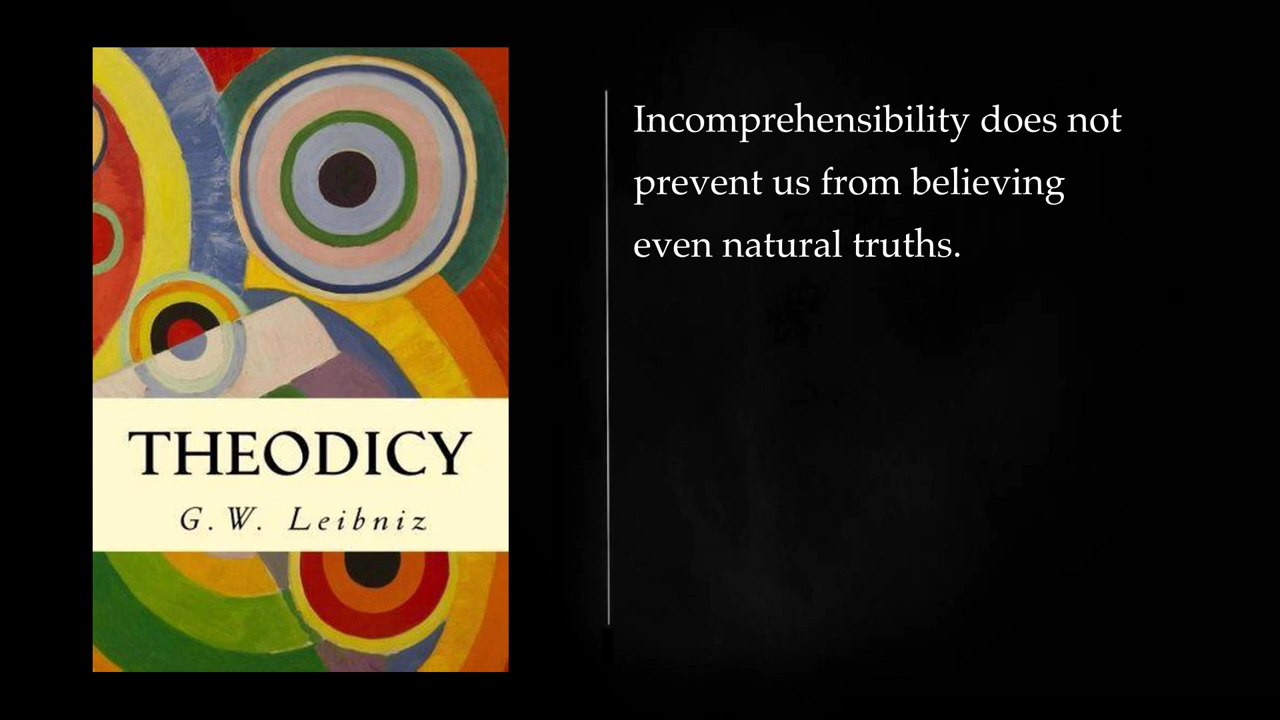 THEODICY
G. W. Leibniz
Incomprehensibility does not
prevent us from believing
even natural truths.